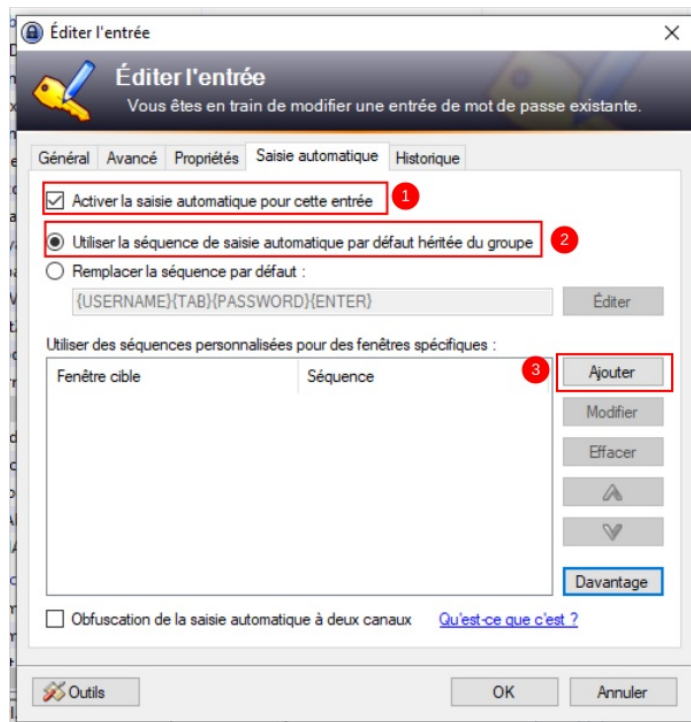 Éditer l'entrée
Éditer l'entrée
Vous êtes en train de modifier une entrée de mot de passe existante.
Général Avancé Propriétés Saisie automatique Historique
Activer la saisie automatique pour cette entrée 1
Utiliser la séquence de saisie automatique par défaut héritée du groupe 2
Remplacer la séquence par défaut :
{USERNAME}{TAB}{PASSWORD}{ENTER} Éditer
Utiliser des séquences personnalisées pour des fenêtres spécifiques :
Fenêtre cible Séquence 3 Ajouter
Modifier
Effacer
Davantage
Obfuscation de la saisie automatique à deux canaux Qu'est-ce que c'est ?
Outils OK Annuler